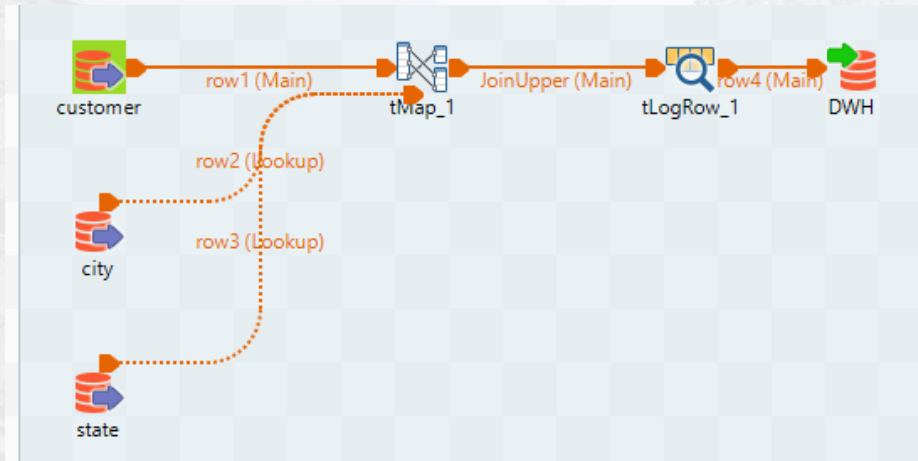 row1 (Main)
JoinUpper (Main)
row4 (Main)
customer
tMap_1
tLogRow_1
DWH
row2 (Lookup)
row3 (Lookup)
city
state